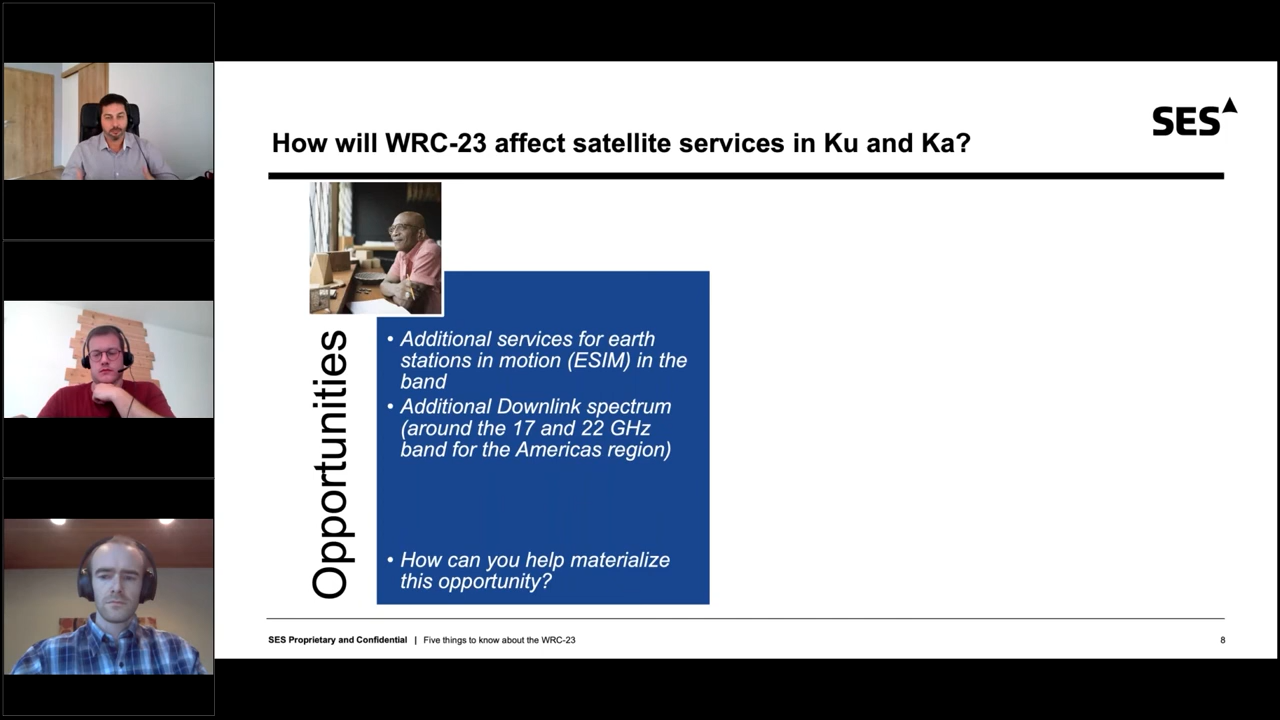 SES
How will WRC-23 affect satellite services in Ku and Ka?
Opportunities
• Additional services for earth
stations in motion (ESIM) in the
band
• Additional Downlink spectrum
(around the 17 and 22 GHz
band for the Americas region)
• How can you help materialize
this opportunity?
SES Proprietary and Confidential | Five things to know about the WRC-23
8